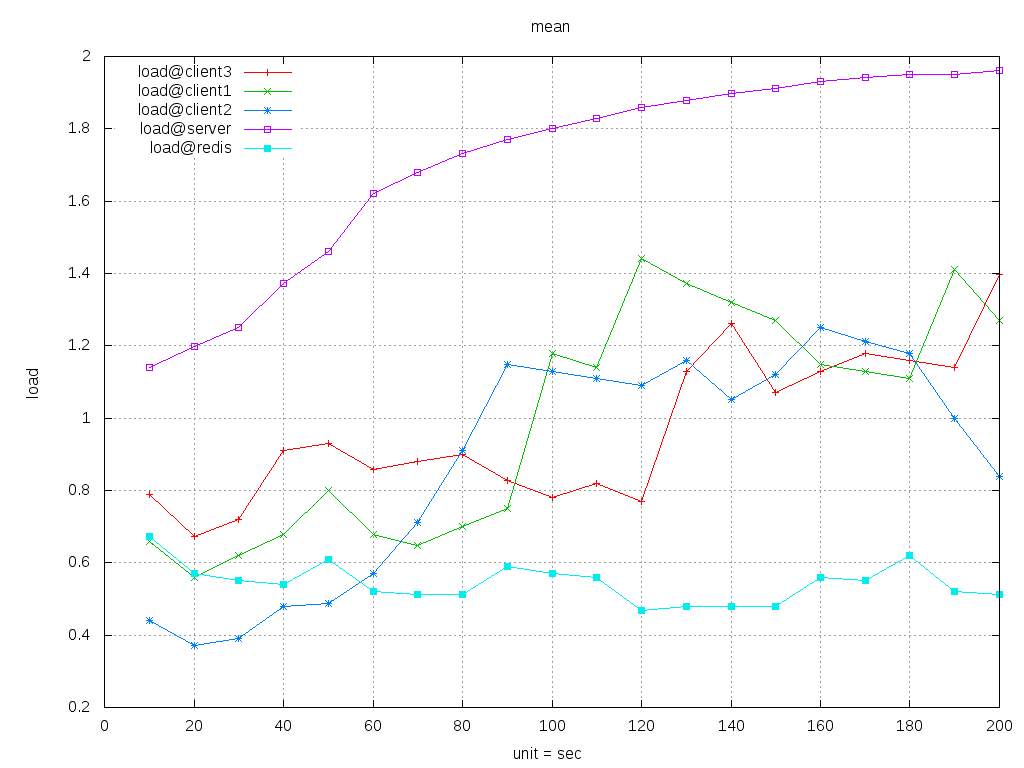 mean
load@client3
load@client1
load@client2
load@server
load@redis
2
1.8
1.6
1.4
1.2
1
0.8
0.6
0.4
0.2
load
0 20 40 60 80 100 120 140 160 180 200
unit = sec